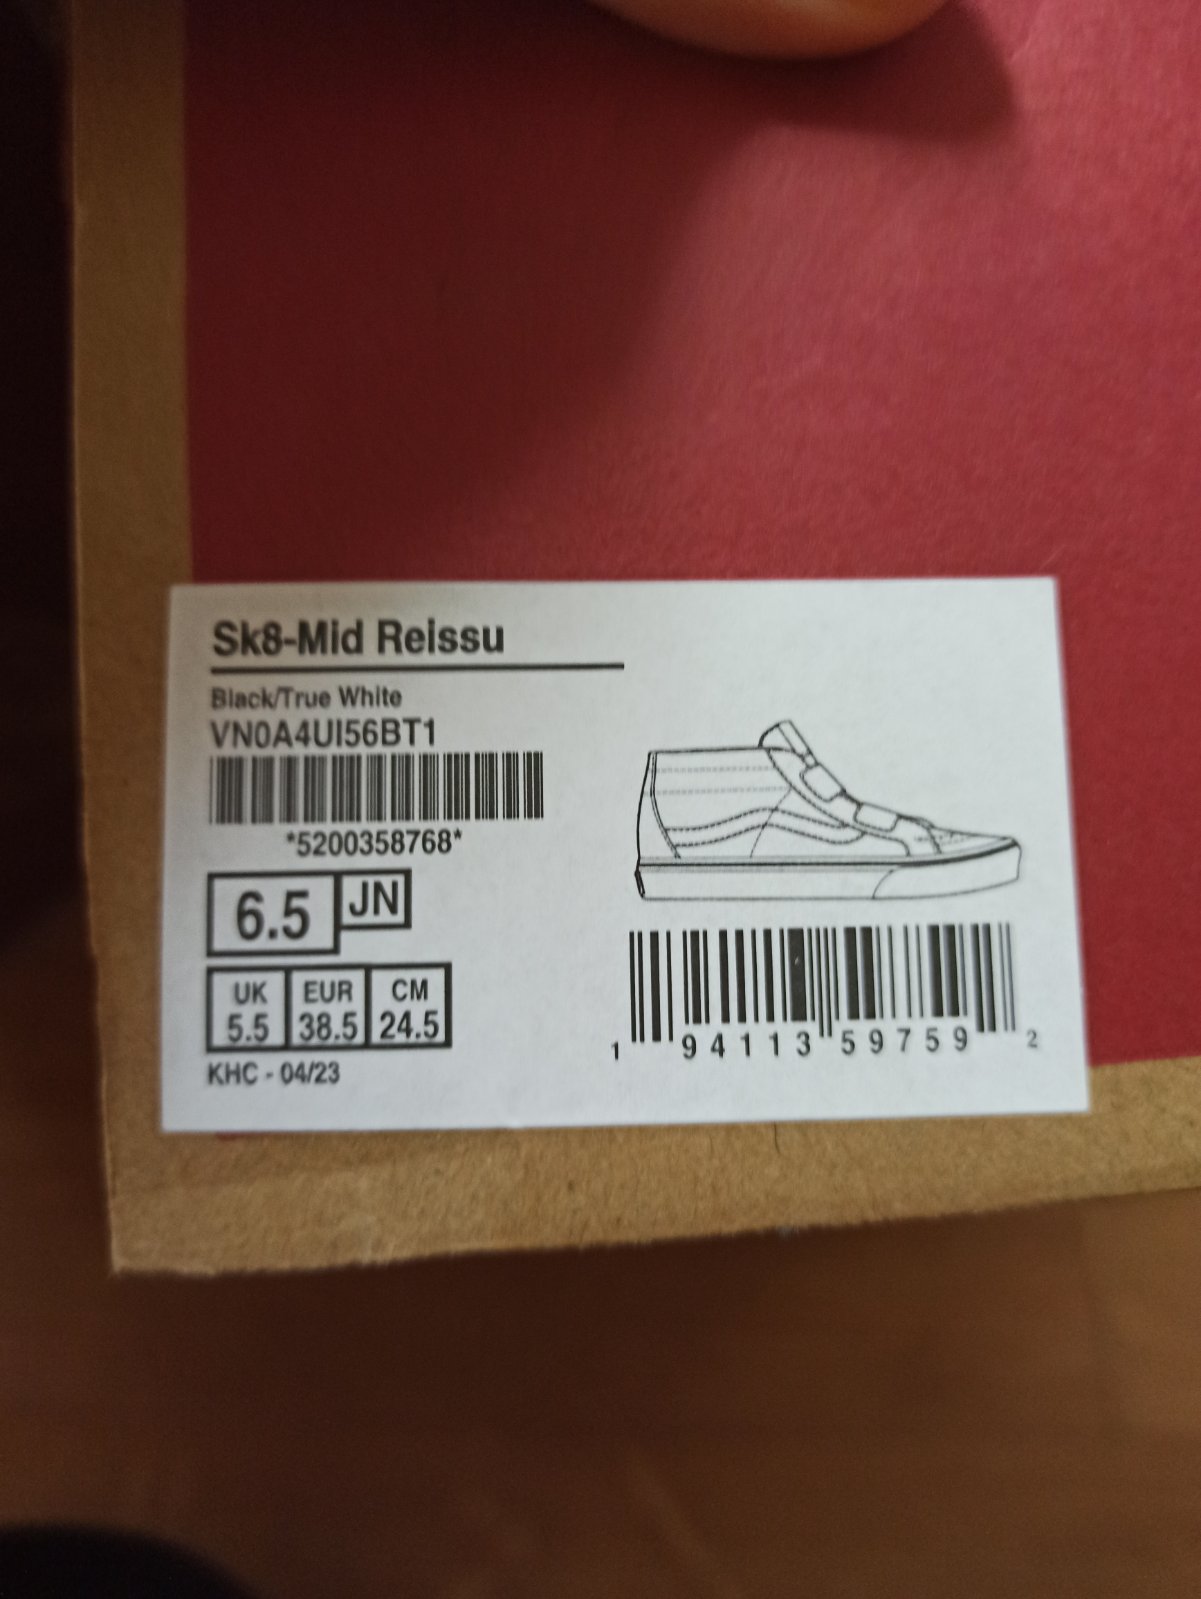 Sk8-Mid Reissu
Black/True White
VN0A4UI56BT1
*5200358768*
6.5 JN
UK EUR CM
5.5 38.5 24.5
KHC - 04/23
1 94113 59759 2